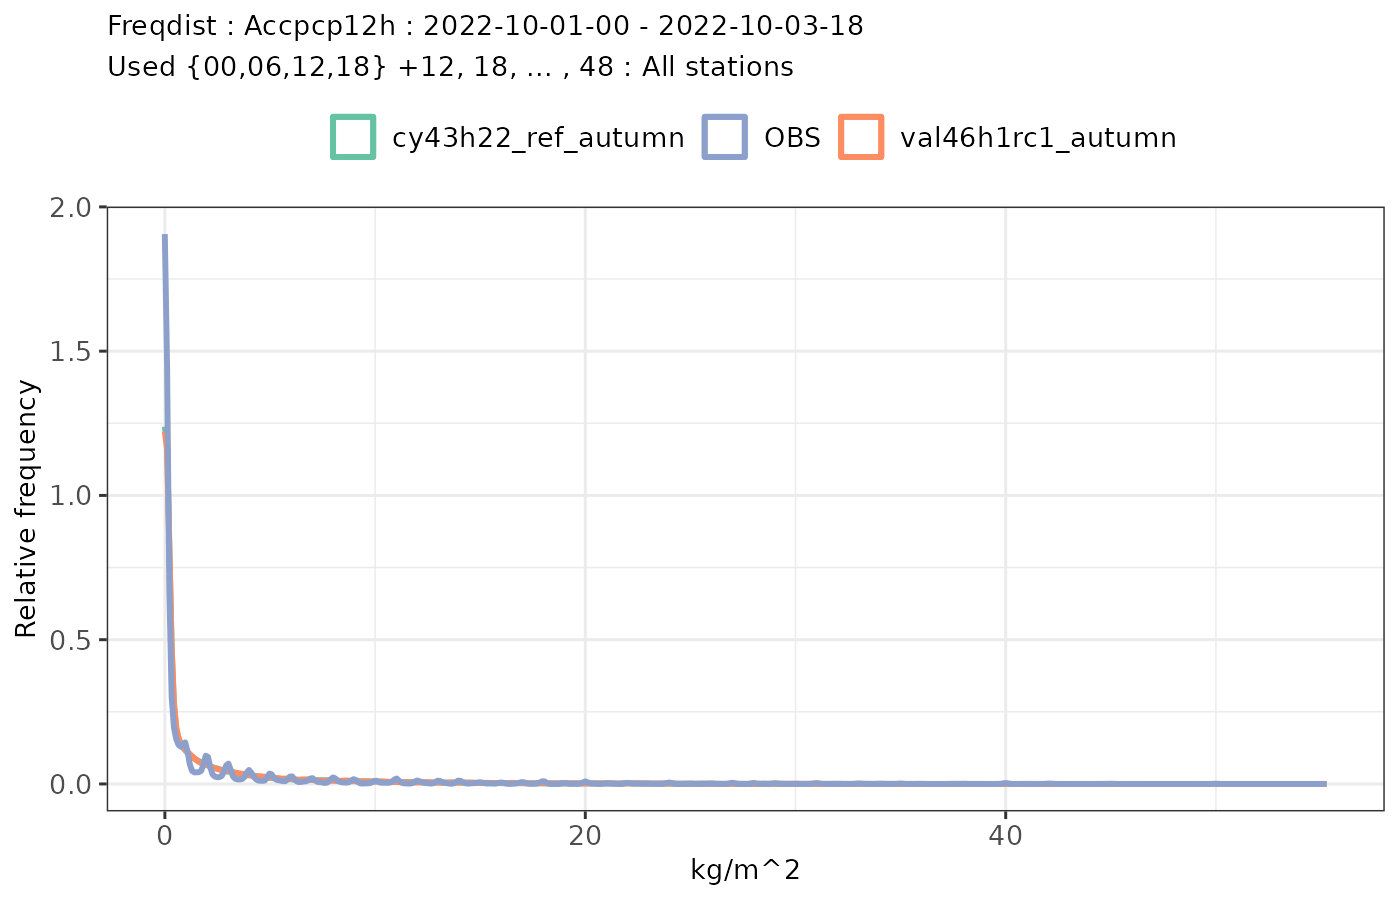 Freqdist : Accpcp12h : 2022-10-01-00 - 2022-10-03-18
Used {00,06,12,18} +12, 18, ... , 48 : All stations
cy43h22_ref_autumn OBS val46h1rc1_autumn
2.0
1.5
1.0
0.5
0.0
Relative frequency
0 20 40
kg/m^2